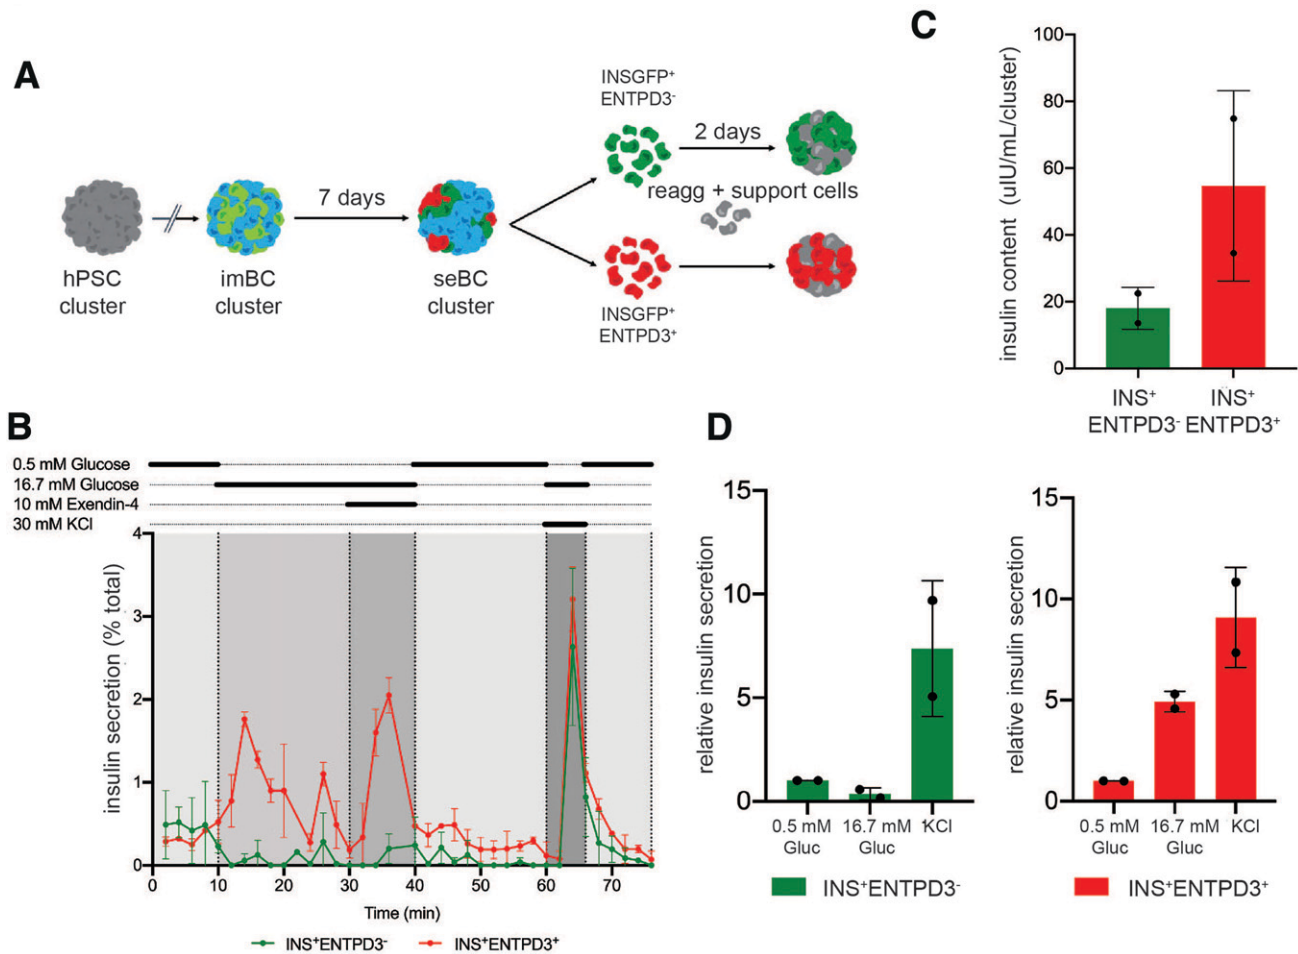 A
hPSC
cluster
imBC
cluster
7 days
seBC
cluster
INSGFP⁺
ENTPD3⁻
2 days
reagg + support cells
INSGFP⁺
ENTPD3⁺
B
0.5 mM Glucose
16.7 mM Glucose
10 mM Exendin-4
30 mM KCl
insulin secretion (% total)
4
3
2
1
0
0 10 20 30 40 50 60 70
Time (min)
INS⁺ENTPD3⁻ INS⁺ENTPD3⁺
C
insulin content (uIU/mL/cluster)
100
80
60
40
20
0
INS⁺ INS⁺
ENTPD3⁻ ENTPD3⁺
D
relative insulin secretion
15
10
5
0
0.5 mM 16.7 mM KCl
Gluc Gluc
INS⁺ENTPD3⁻
relative insulin secretion
15
10
5
0
0.5 mM 16.7 mM KCl
Gluc Gluc
INS⁺ENTPD3⁺